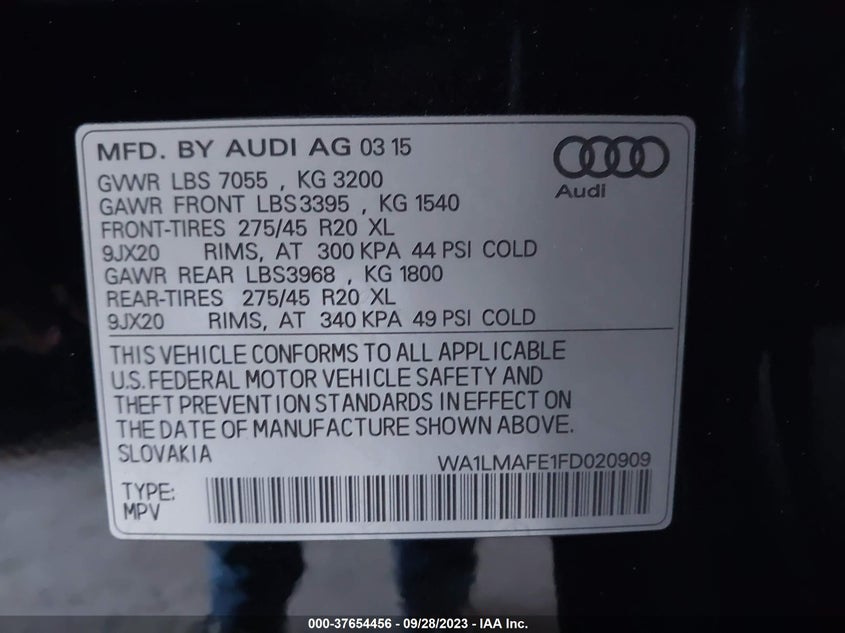 MFD. BY AUDI AG 03 15
Audi
GVWR LBS 7055 , KG 3200
GAWR FRONT LBS3395 , KG 1540
FRONT-TIRES 275/45 R20 XL
9JX20 RIMS, AT 300 KPA 44 PSI COLD
GAWR REAR LBS3968 , KG 1800
REAR-TIRES 275/45 R20 XL
9JX20 RIMS, AT 340 KPA 49 PSI COLD
THIS VEHICLE CONFORMS TO ALL APPLICABLE
U.S. FEDERAL MOTOR VEHICLE SAFETY AND
THEFT PREVENTION STANDARDS IN EFFECT ON
THE DATE OF MANUFACTURE SHOWN ABOVE.
SLOVAKIA
WA1LMAFE1FD020909
TYPE:
MPV
000-37654456 / 09/28/2023 - IAA Inc.